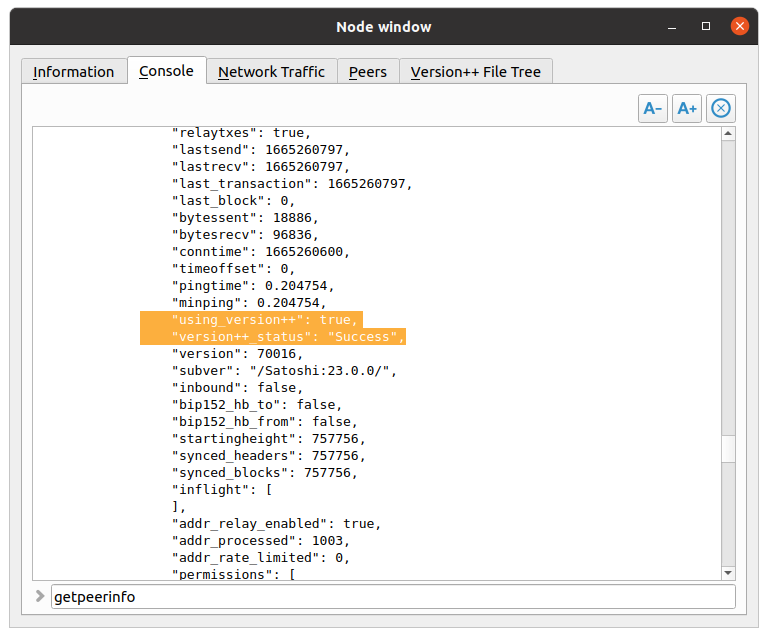 Node window
Information Console Network Traffic Peers Version++ File Tree
A- A+
"relaytxes": true,
"lastsend": 1665260797,
"lastrecv": 1665260797,
"last_transaction": 1665260797,
"last_block": 0,
"bytessent": 18886,
"bytesrecv": 96836,
"conntime": 1665260600,
"timeoffset": 0,
"pingtime": 0.204754,
"minping": 0.204754,
"using_version++": true,
"version++_status": "Success",
"version": 70016,
"subver": "/Satoshi:23.0.0/",
"inbound": false,
"bip152_hb_to": false,
"bip152_hb_from": false,
"startingheight": 757756,
"synced_headers": 757756,
"synced_blocks": 757756,
"inflight": [
],
"addr_relay_enabled": true,
"addr_processed": 1003,
"addr_rate_limited": 0,
"permissions": [
getpeerinfo